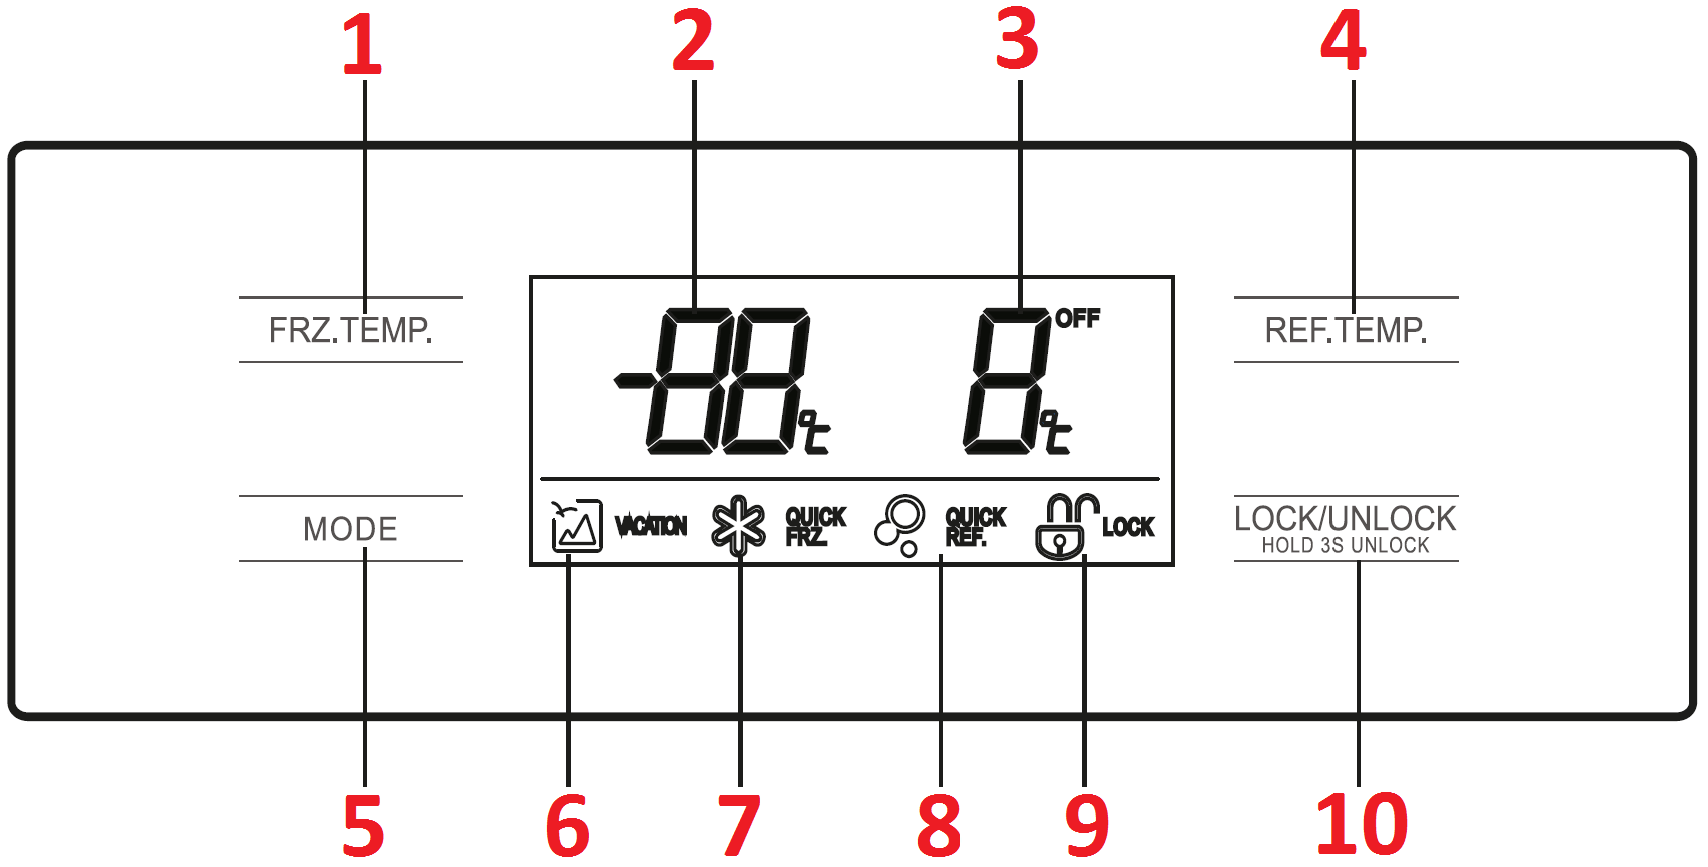 1 2 3 4
FRZ.TEMP.
-88°C
8°C OFF
REF.TEMP.
MODE
VACATION
QUICK
FRZ.
QUICK
REF.
LOCK
LOCK/UNLOCK
HOLD 3S UNLOCK
5 6 7 8 9 10